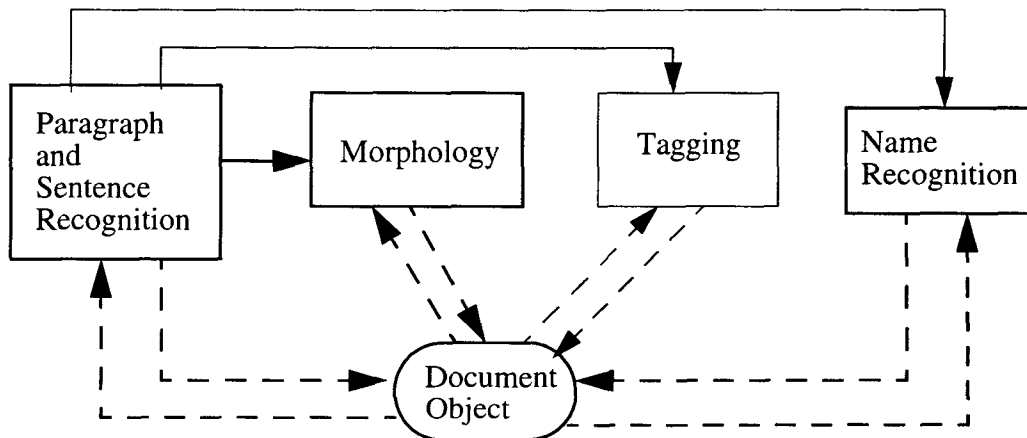 Paragraph
and
Sentence
Recognition
Morphology
Tagging
Name
Recognition
Document
Object